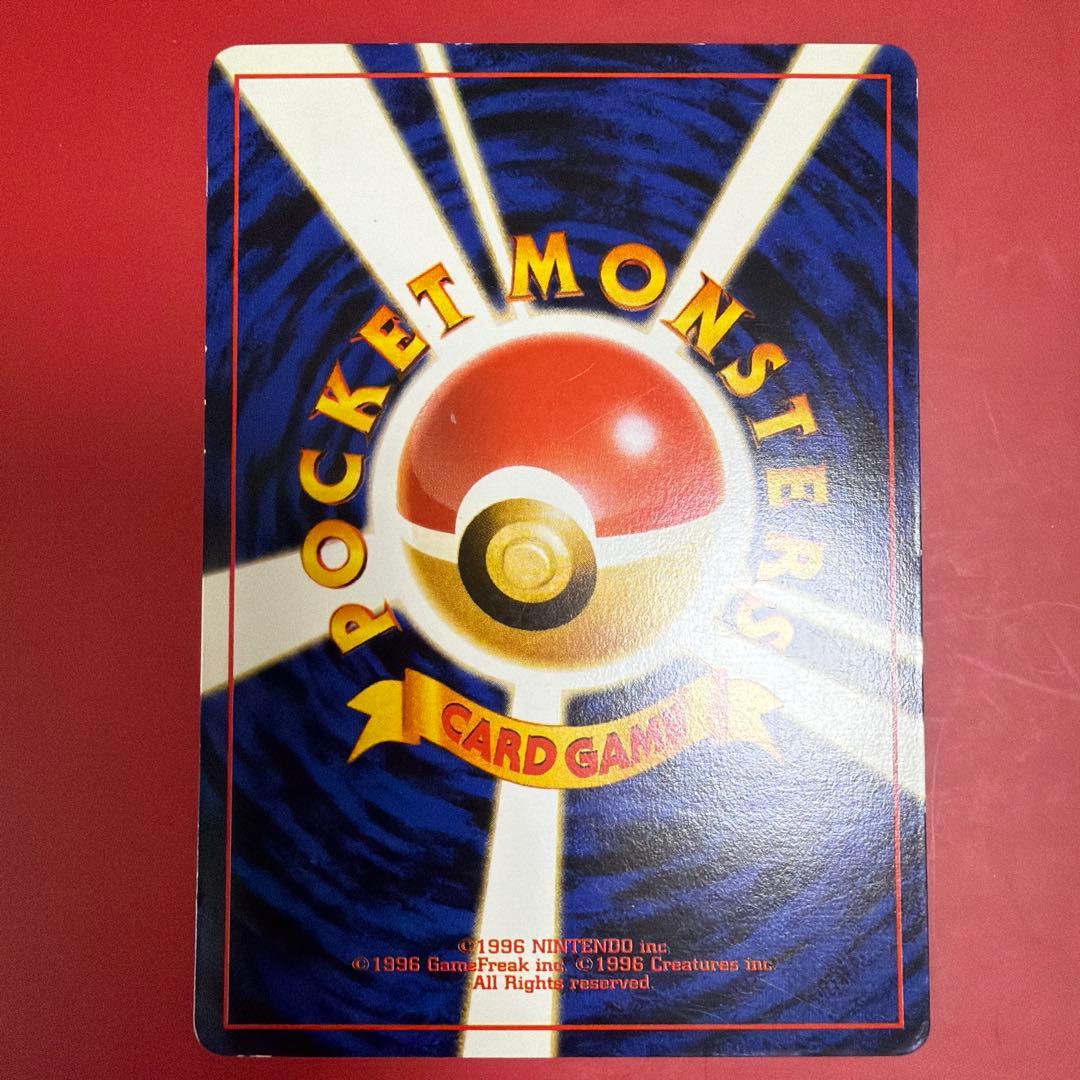 POCKET MONSTERS
CARD GAME
©1996 NINTENDO inc.
©1996 GameFreak inc. ©1996 Creatures inc.
All Rights reserved.